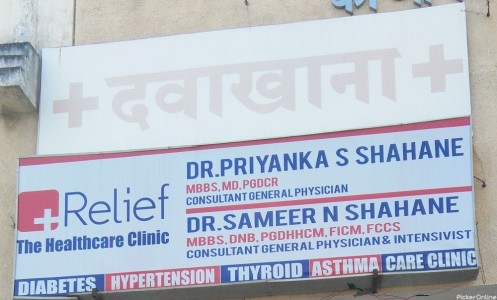 दवाखाना
Relief
The Healthcare Clinic
DR.PRIYANKA S SHAHANE
MBBS, MD, PGDCR
CONSULTANT GENERAL PHYSICIAN
DR.SAMEER N SHAHANE
MBBS, DNB, PGDHHCM, FICM, FCCS
CONSULTANT GENERAL PHYSICIAN & INTENSIVIST
DIABETES HYPERTENSION THYROID ASTHMA CARE CLINIC
PickerOnline